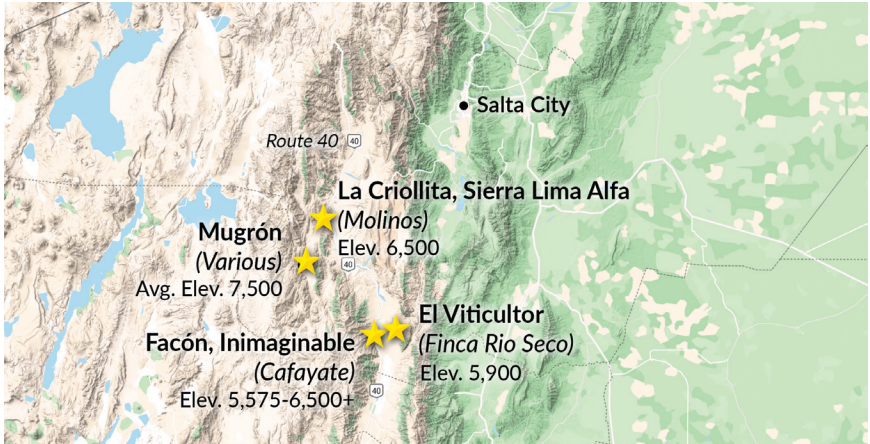 Salta City
Route 40
40
La Criollita, Sierra Lima Alfa
(Molinos)
Elev. 6,500
Mugrón
(Various)
Avg. Elev. 7,500
40
El Viticultor
(Finca Rio Seco)
Elev. 5,900
Facón, Inimaginable
(Cafayate)
Elev. 5,575-6,500+
40